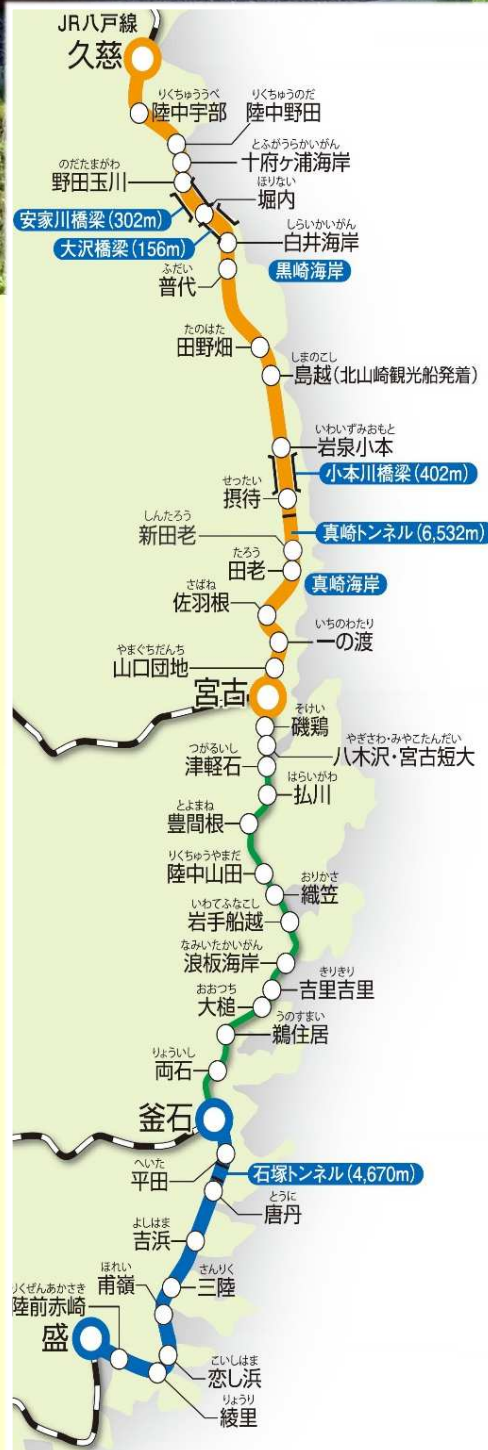 JR八戸線
久慈
りくちゅううべ
陸中宇部
りくちゅうのだ
陸中野田
とふがうらかいがん
十府ヶ浦海岸
のだたまがわ
野田玉川
ほりない
堀内
安家川橋梁(302m)
大沢橋梁(156m)
しらいかいがん
白井海岸
ふだい
普代
黒崎海岸
たのはた
田野畑
しまのこし
島越(北山崎観光船発着)
いわいずみおもと
岩泉小本
小本川橋梁(402m)
せったい
摂待
真崎トンネル(6,532m)
しんたろう
新田老
たろう
田老
真崎海岸
さばね
佐羽根
いちのわたり
一の渡
やまぐちだんち
山口団地
宮古
そけい
磯鶏
やぎさわ・みやこたんだい
八木沢・宮古短大
つがるいし
津軽石
はらいがわ
払川
とよまね
豊間根
りくちゅうやまだ
陸中山田
おりかさ
織笠
いわてふなこし
岩手船越
なみいたかいがん
浪板海岸
きりきり
吉里吉里
おおつち
大槌
うのすまい
鵜住居
りょういし
両石
釜石
へいた
平田
石塚トンネル(4,670m)
とうに
唐丹
よしはま
吉浜
さんりく
三陸
ほれい
甫嶺
りくぜんあかさき
陸前赤崎
盛
こいしはま
恋し浜
りょうり
綾里